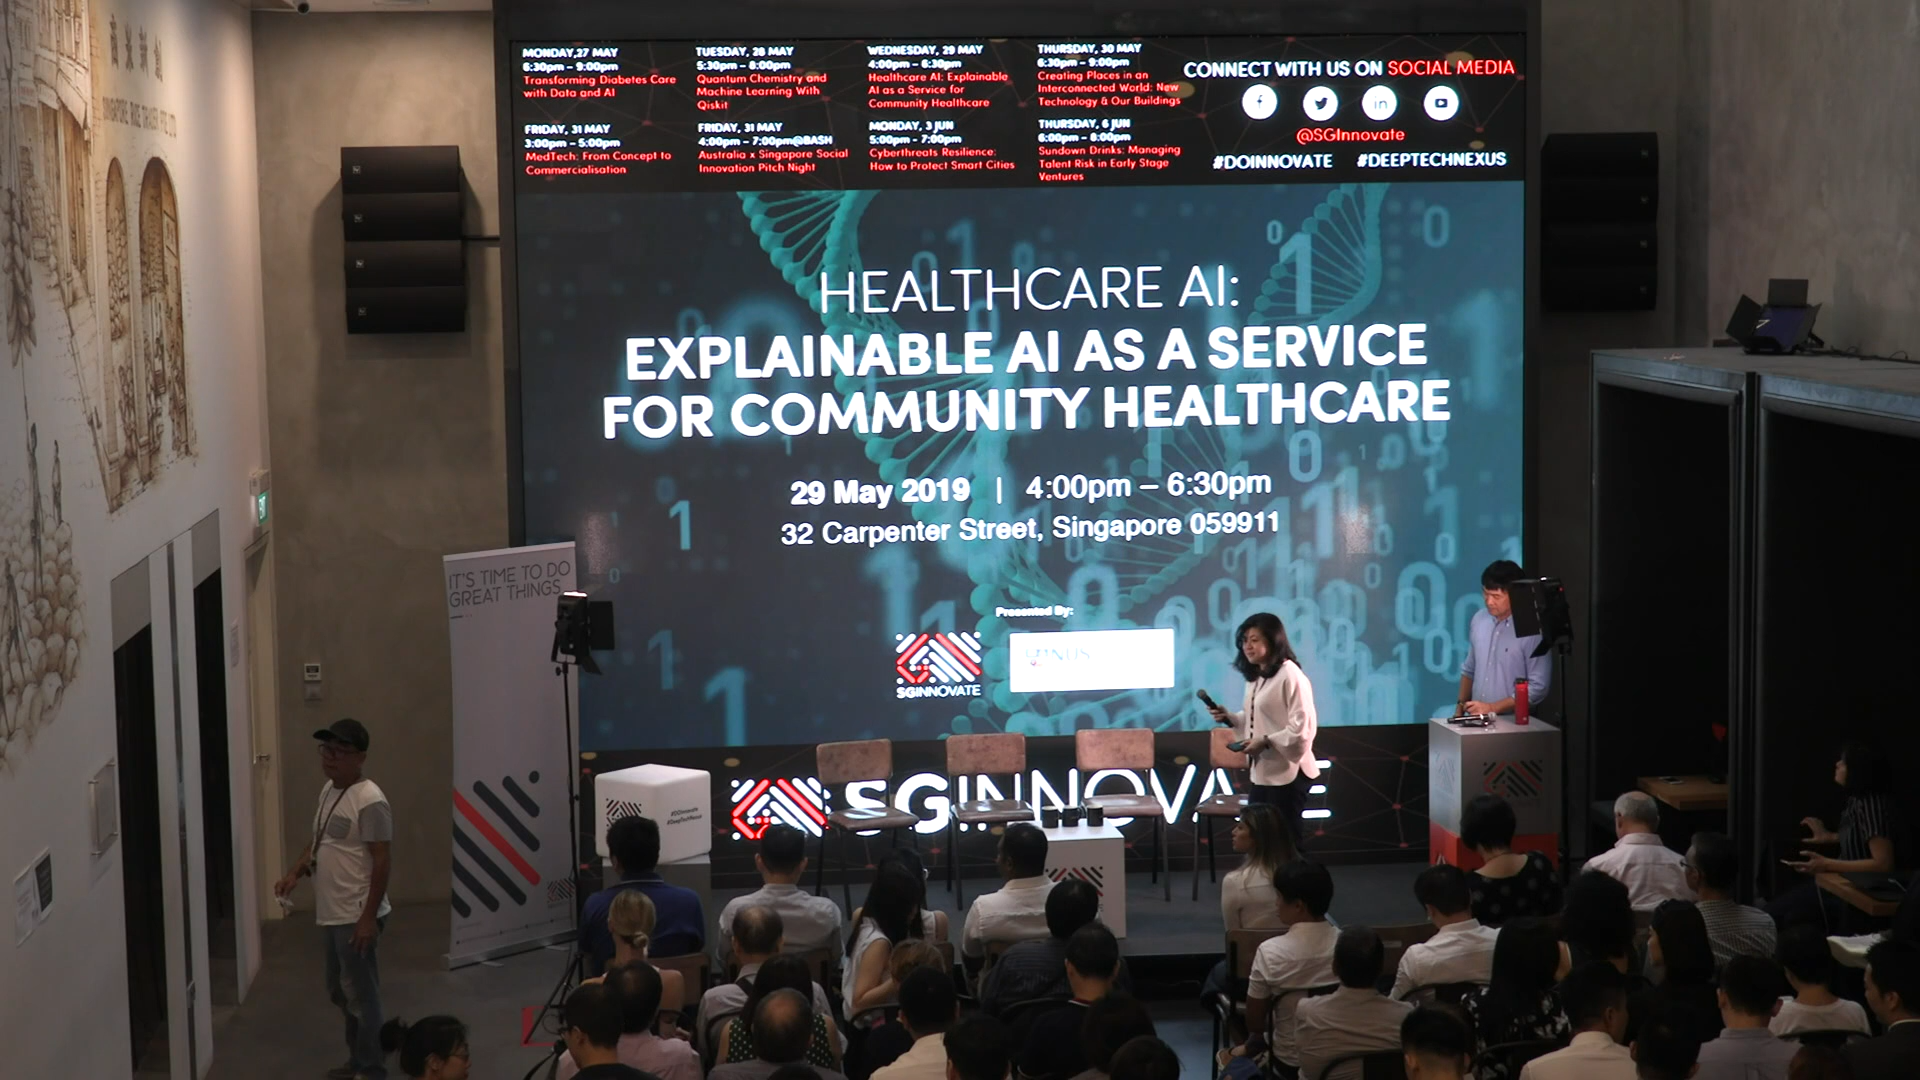 MONDAY,27 MAY
6:30pm – 9:00pm
Transforming Diabetes Care
with Data and AI
TUESDAY, 28 MAY
5:30pm – 8:00pm
Quantum Chemistry and
Machine Learning With
Qiskit
WEDNESDAY, 29 MAY
4:00pm – 6:30pm
Healthcare AI: Explainable
AI as a Service for
Community Healthcare
THURSDAY, 30 MAY
6:30pm – 9:00pm
Creating Places in an
Interconnected World: New
Technology & Our Buildings
FRIDAY, 31 MAY
3:00pm – 5:00pm
MedTech: From Concept to
Commercialisation
FRIDAY, 31 MAY
4:00pm – 7:00pm@BASH
Australia x Singapore Social
Innovation Pitch Night
MONDAY, 3 JUN
5:00pm - 7:00pm
Cyberthreats Resilience:
How to Protect Smart Cities
THURSDAY, 6 JUN
6:00pm – 8:00pm
Sundown Drinks: Managing
Talent Risk in Early Stage
Ventures
CONNECT WITH US ON SOCIAL MEDIA
@SGInnovate
#DOINNOVATE #DEEPTECHNEXUS
HEALTHCARE AI:
EXPLAINABLE AI AS A SERVICE
FOR COMMUNITY HEALTHCARE
29 May 2019 | 4:00pm – 6:30pm
32 Carpenter Street, Singapore 059911
Presented By:
SGINNOVATE
NUS
IT'S TIME TO DO
GREAT THINGS
SGINNOVATE